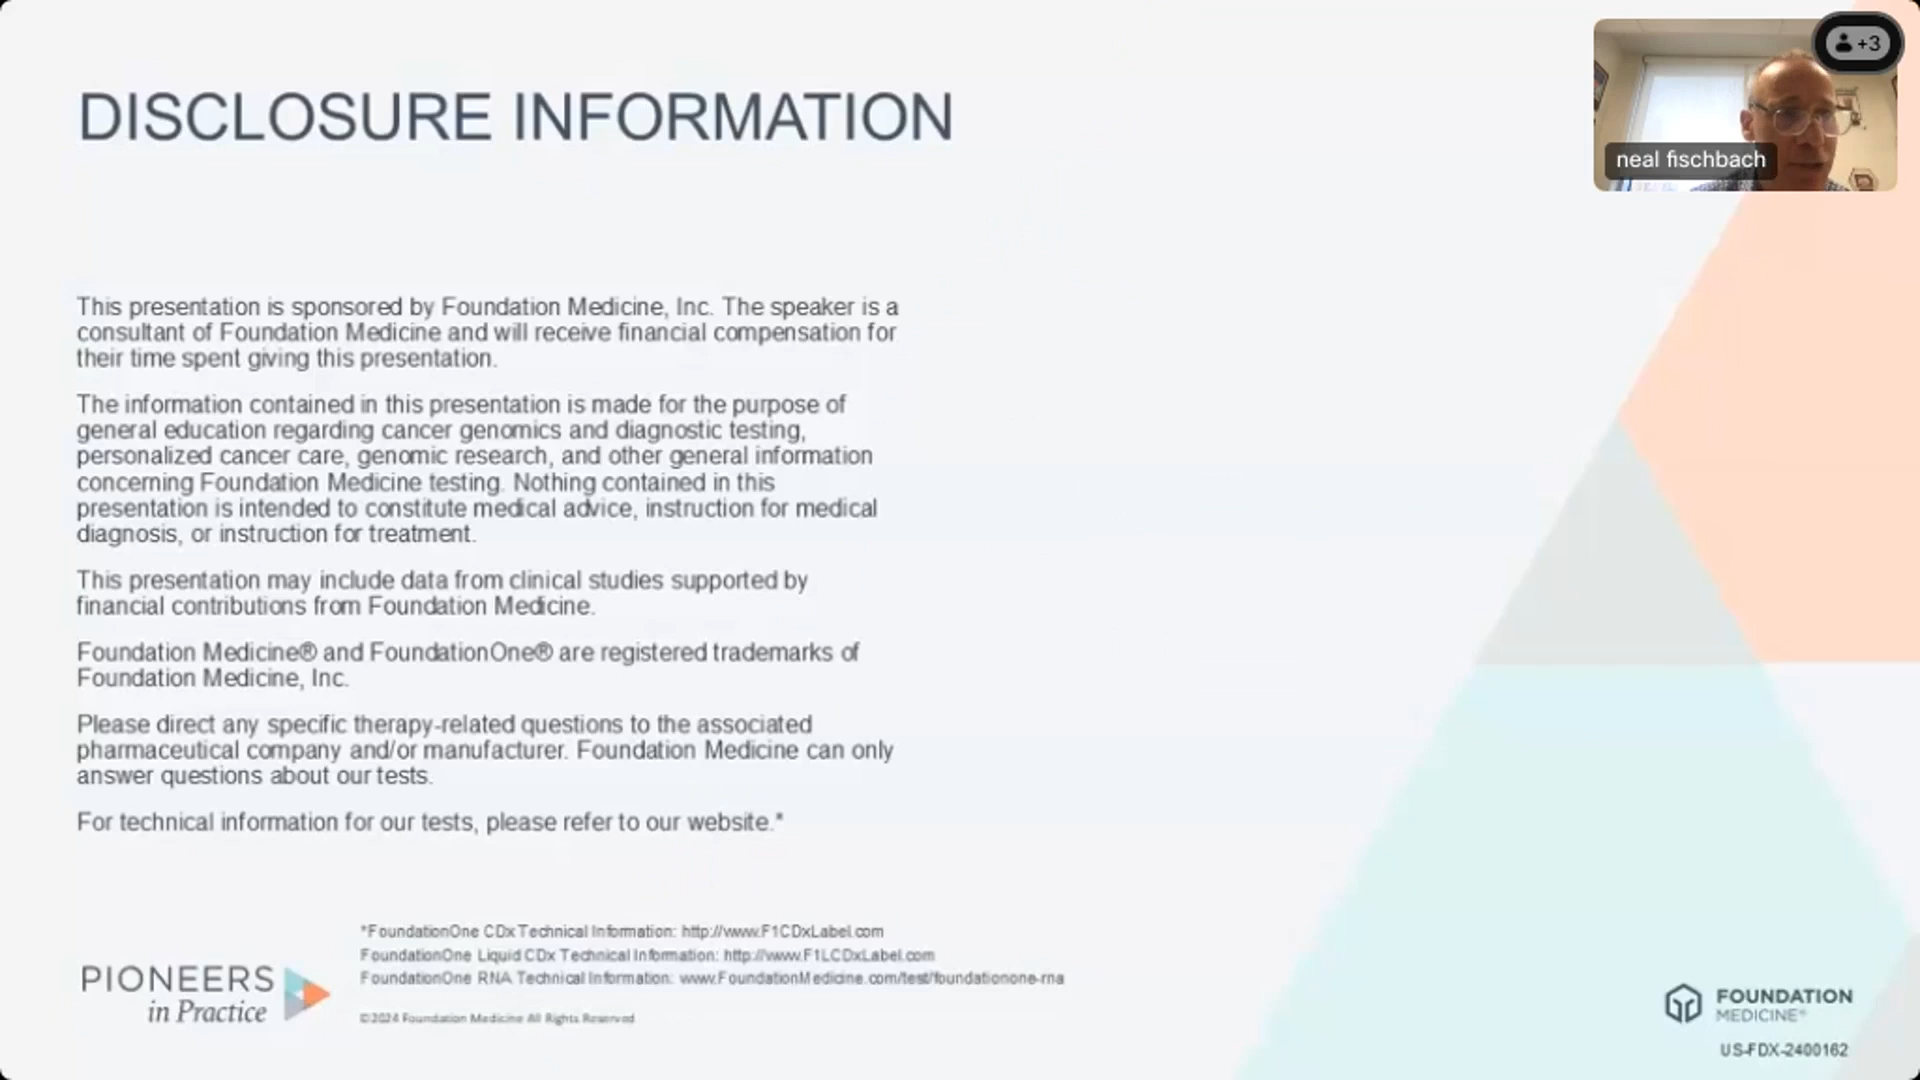 DISCLOSURE INFORMATION
+3
neal fischbach
This presentation is sponsored by Foundation Medicine, Inc. The speaker is a
consultant of Foundation Medicine and will receive financial compensation for
their time spent giving this presentation.
The information contained in this presentation is made for the purpose of
general education regarding cancer genomics and diagnostic testing,
personalized cancer care, genomic research, and other general information
concerning Foundation Medicine testing. Nothing contained in this
presentation is intended to constitute medical advice, instruction for medical
diagnosis, or instruction for treatment.
This presentation may include data from clinical studies supported by
financial contributions from Foundation Medicine.
Foundation Medicine® and FoundationOne® are registered trademarks of
Foundation Medicine, Inc.
Please direct any specific therapy-related questions to the associated
pharmaceutical company and/or manufacturer. Foundation Medicine can only
answer questions about our tests.
For technical information for our tests, please refer to our website.*
*FoundationOne CDx Technical Information: http://www.F1CDxLabel.com
FoundationOne Liquid CDx Technical Information: http://www.F1LCDxLabel.com
FoundationOne RNA Technical Information: www.FoundationMedicine.com/test/foundationone-rna
©2024 Foundation Medicine All Rights Reserved
PIONEERS
in Practice
FOUNDATION
MEDICINE®
US-FDX-2400162